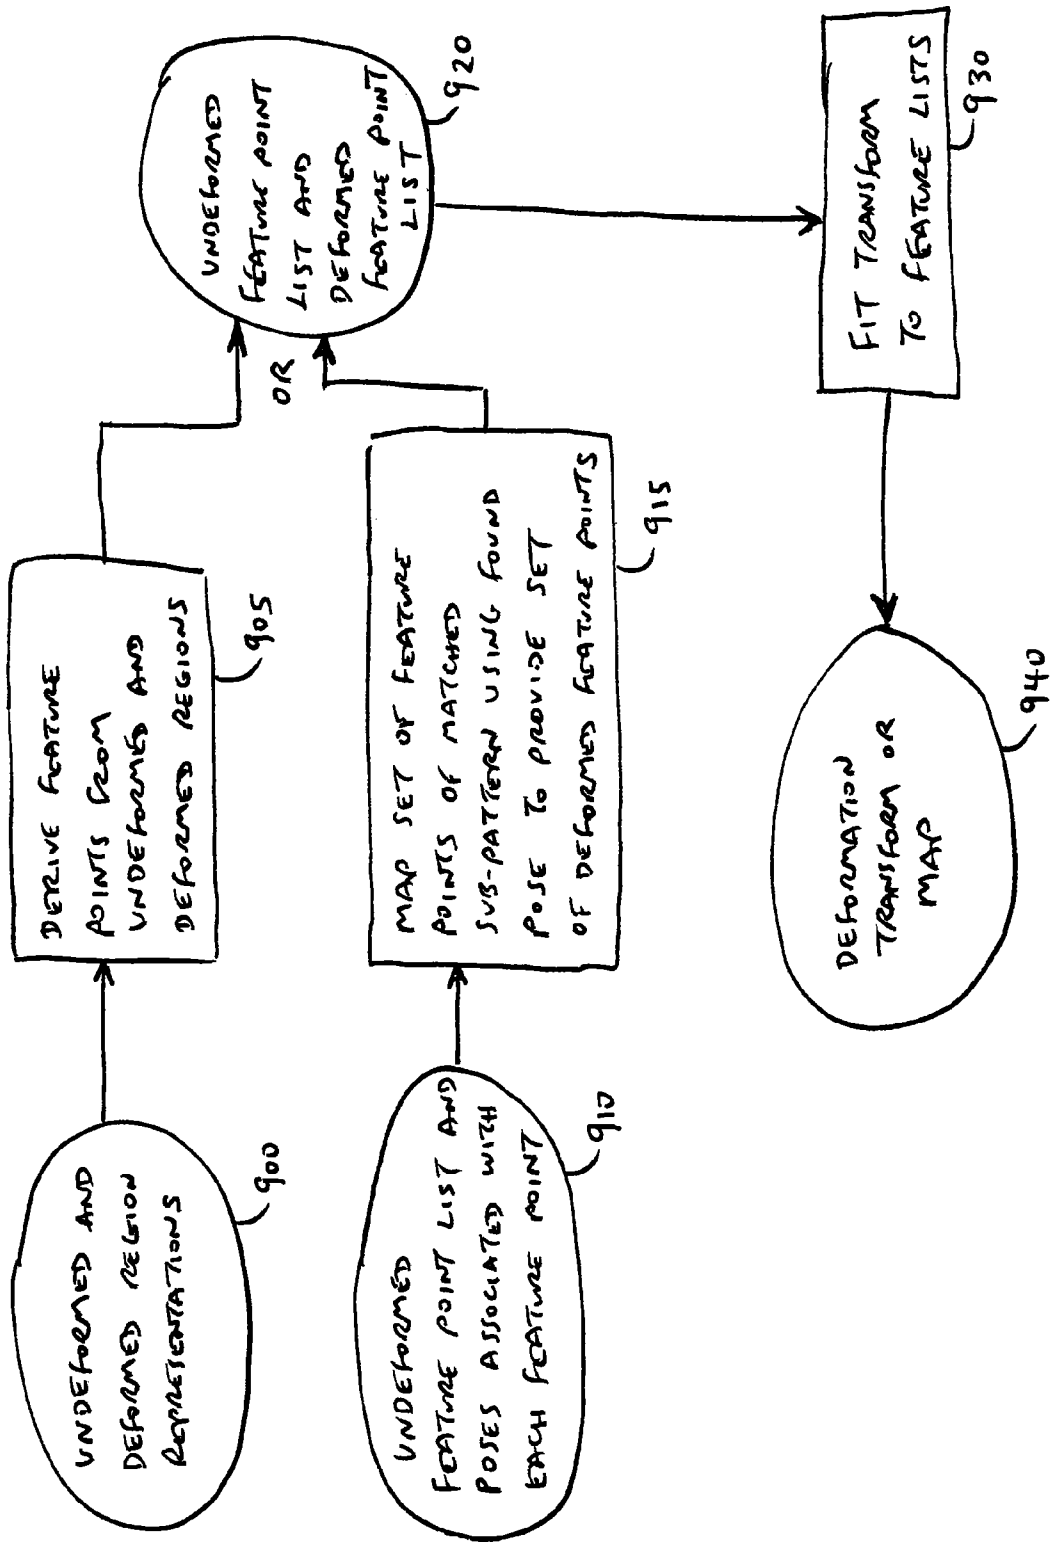 UNDEFORMED AND
DEFORMED REGION
REPRESENTATIONS
900
DERIVE FEATURE
POINTS FROM
UNDEFORMED AND
DEFORMED REGIONS
905
UNDEFORMED
FEATURE POINT LIST AND
POSES ASSOCIATED WITH
EACH FEATURE POINT
910
MAP SET OF FEATURE
POINTS OF MATCHED
SUB-PATTERN USING FOUND
POSE TO PROVIDE SET
OF DEFORMED FEATURE POINTS
915
OR
UNDEFORMED
FEATURE POINT
LIST AND
DEFORMED
FEATURE POINT
LIST
920
FIT TRANSFORM
TO FEATURE LISTS
930
DEFORMATION
TRANSFORM OR
MAP
940